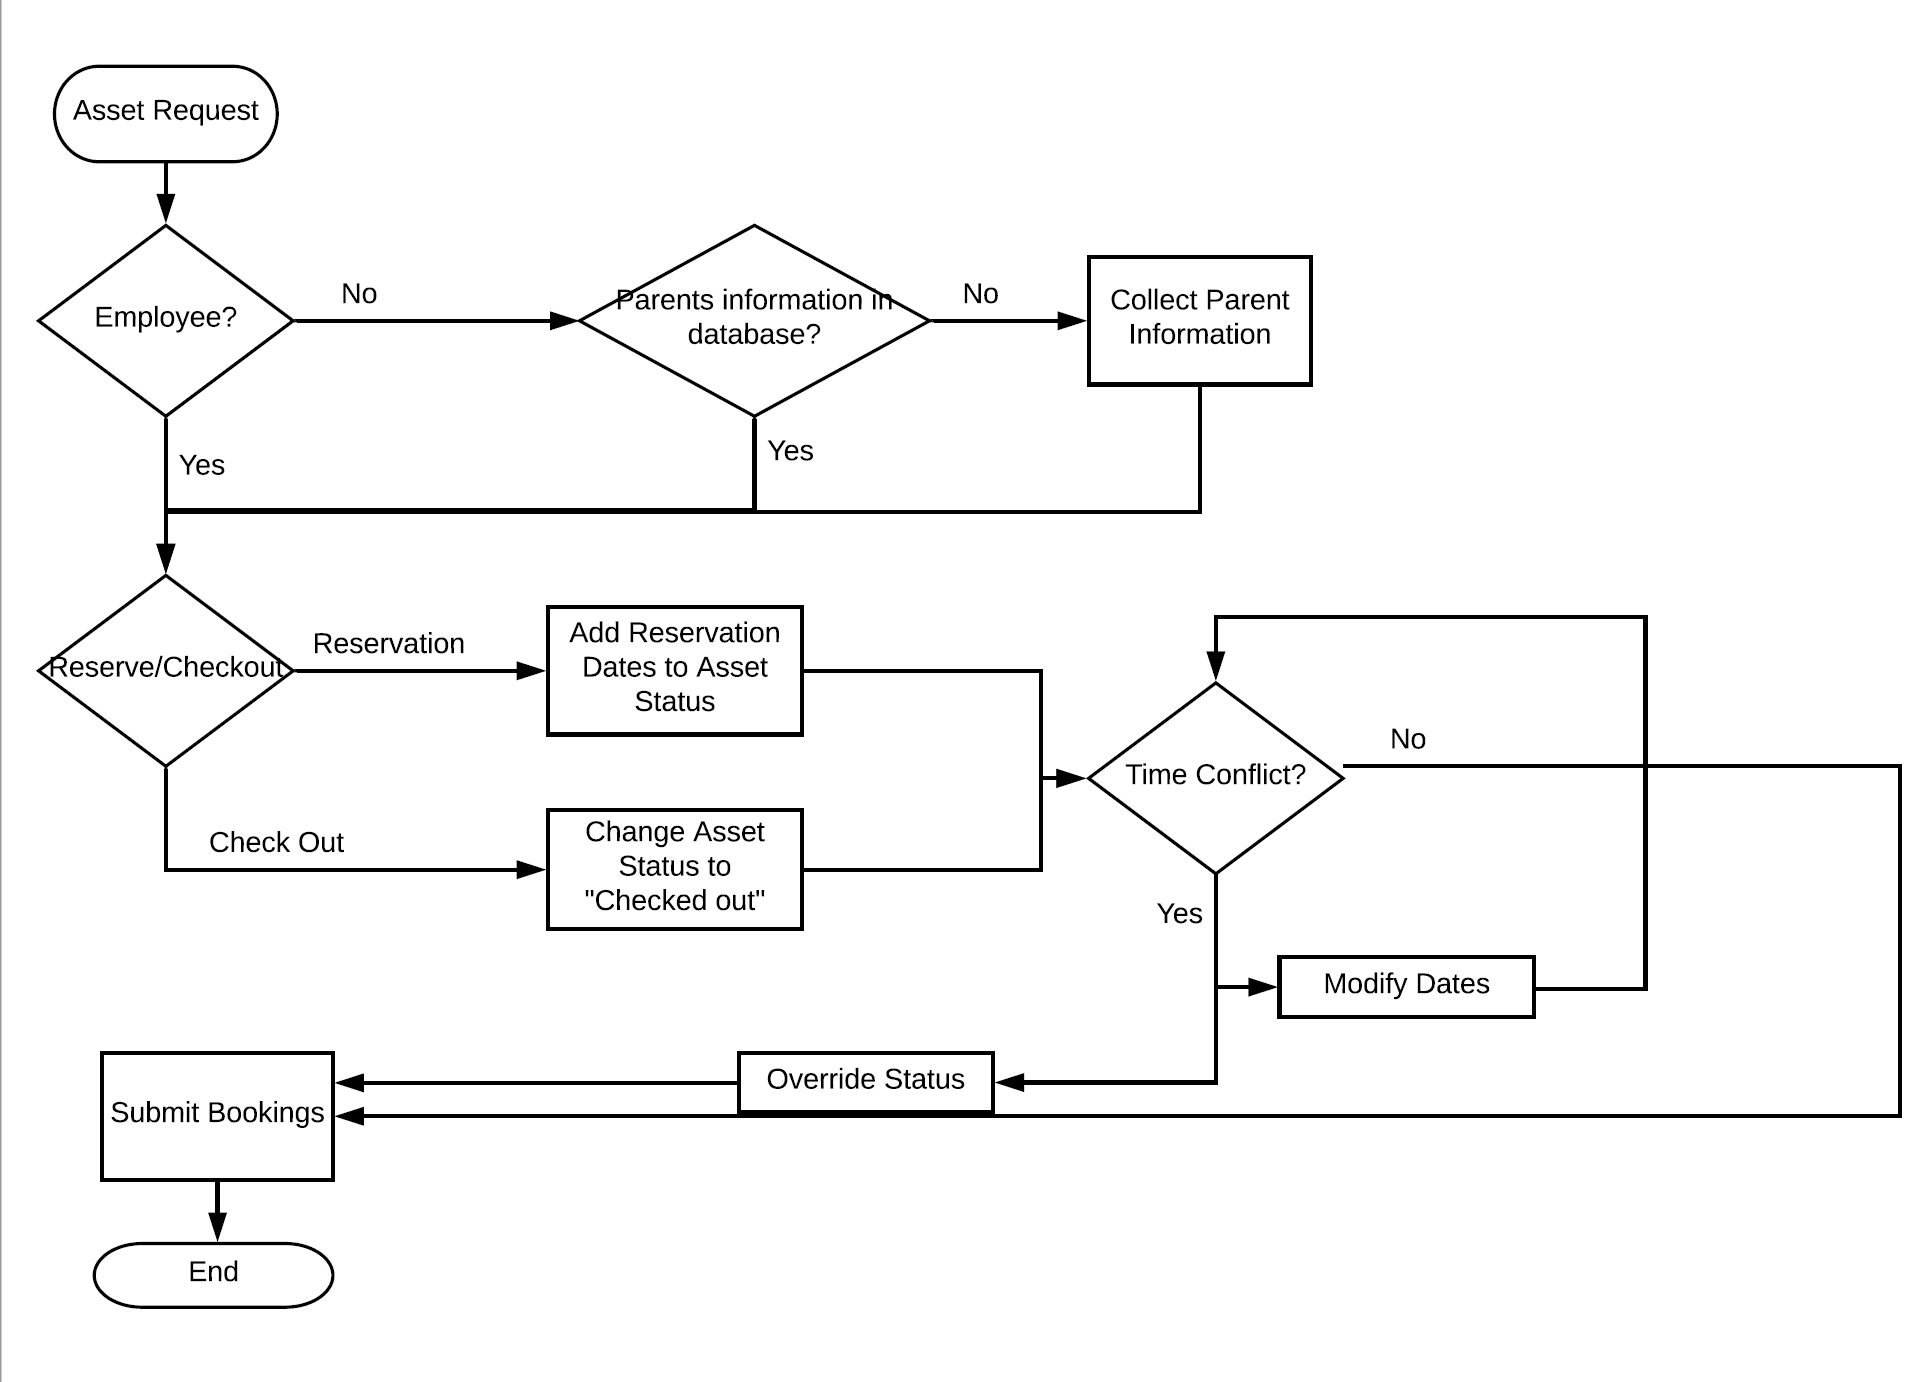 Asset Request
Employee?
No
Parents information in
database?
No
Collect Parent
Information
Yes
Yes
Reserve/Checkout
Reservation
Add Reservation
Dates to Asset
Status
Time Conflict?
No
Check Out
Change Asset
Status to
"Checked out"
Yes
Modify Dates
Override Status
Submit Bookings
End